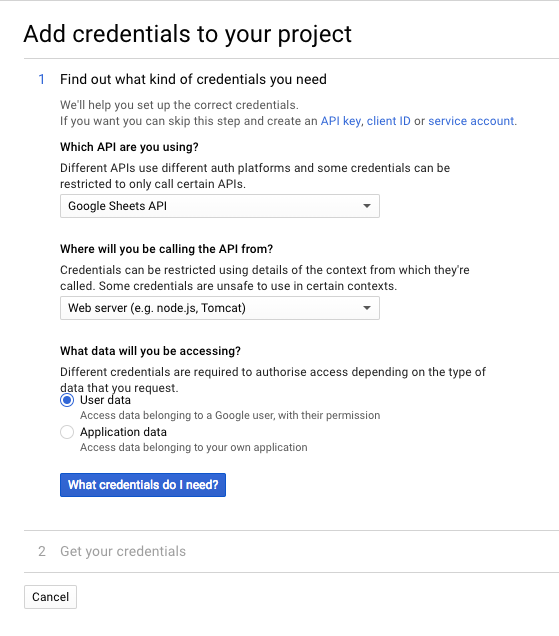 Add credentials to your project
1 Find out what kind of credentials you need
We'll help you set up the correct credentials.
If you want you can skip this step and create an API key, client ID or service account.
Which API are you using?
Different APIs use different auth platforms and some credentials can be
restricted to only call certain APIs.
Google Sheets API
Where will you be calling the API from?
Credentials can be restricted using details of the context from which they're
called. Some credentials are unsafe to use in certain contexts.
Web server (e.g. node.js, Tomcat)
What data will you be accessing?
Different credentials are required to authorise access depending on the type of
data that you request.
User data
Access data belonging to a Google user, with their permission
Application data
Access data belonging to your own application
What credentials do I need?
2 Get your credentials
Cancel